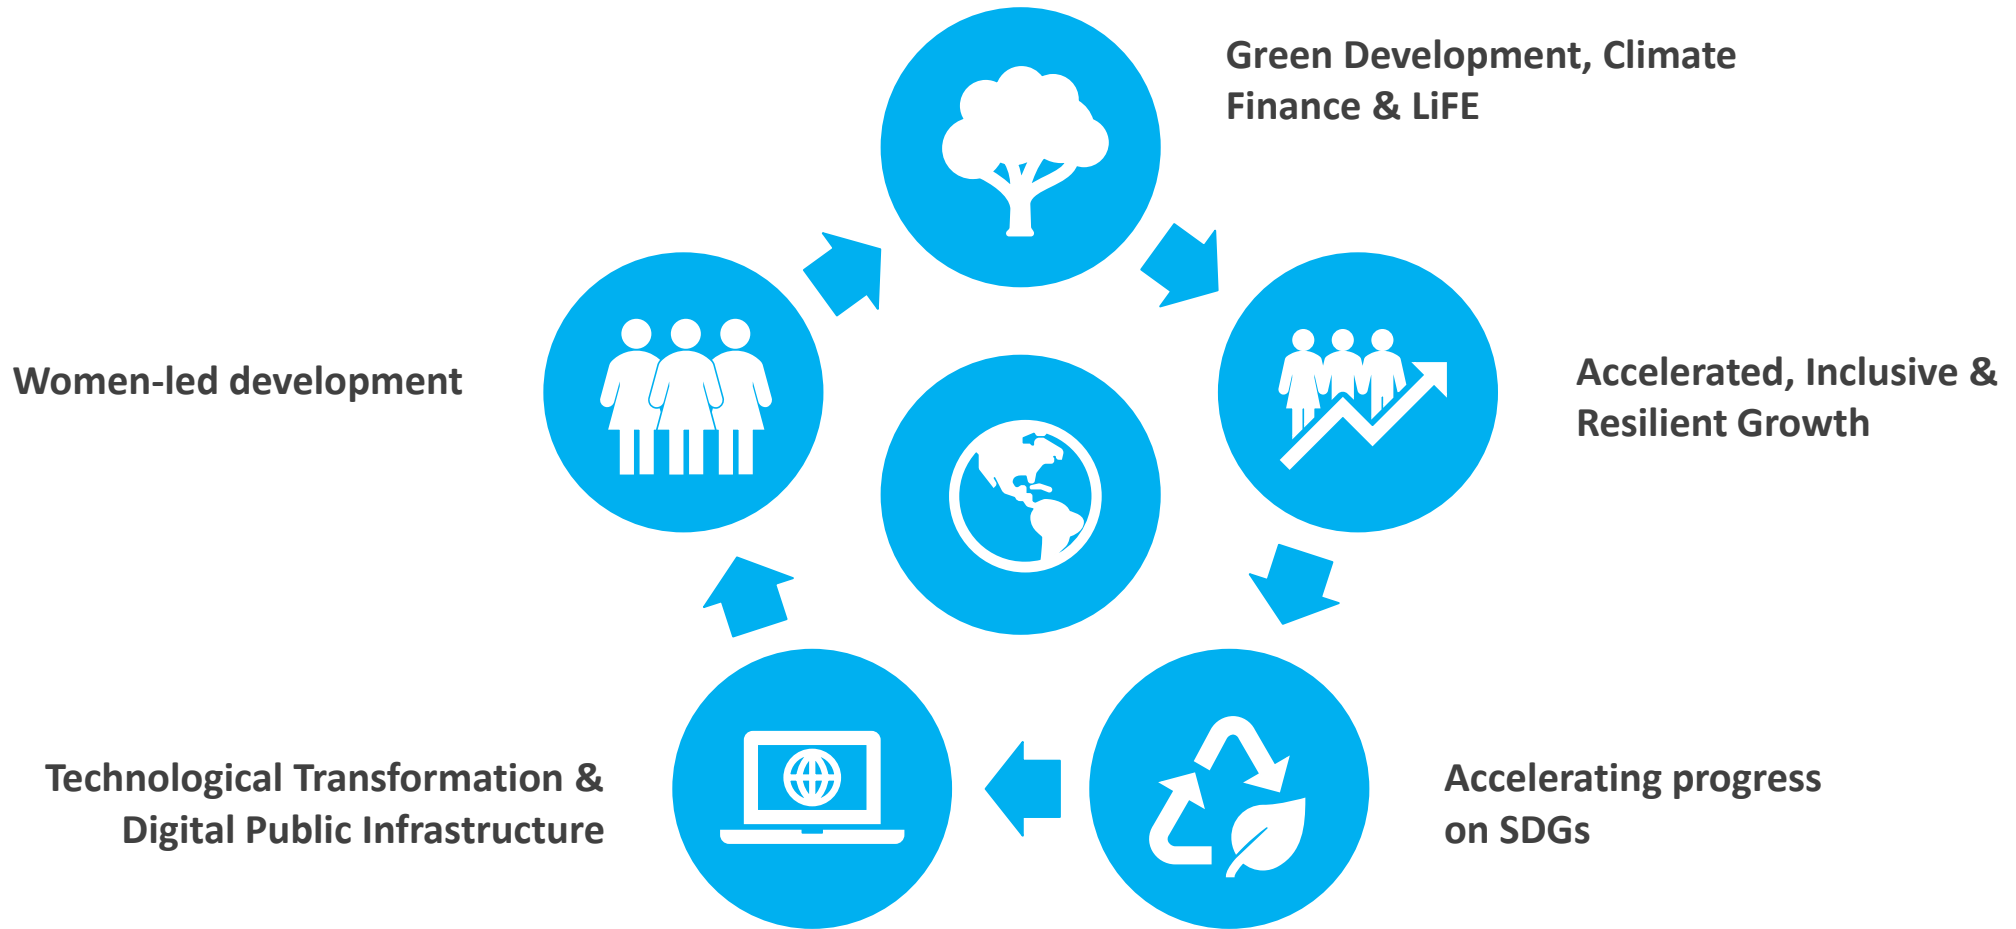 Green Development, Climate
Finance & LiFE
Accelerated, Inclusive &
Resilient Growth
Accelerating progress
on SDGs
Technological Transformation &
Digital Public Infrastructure
Women-led development